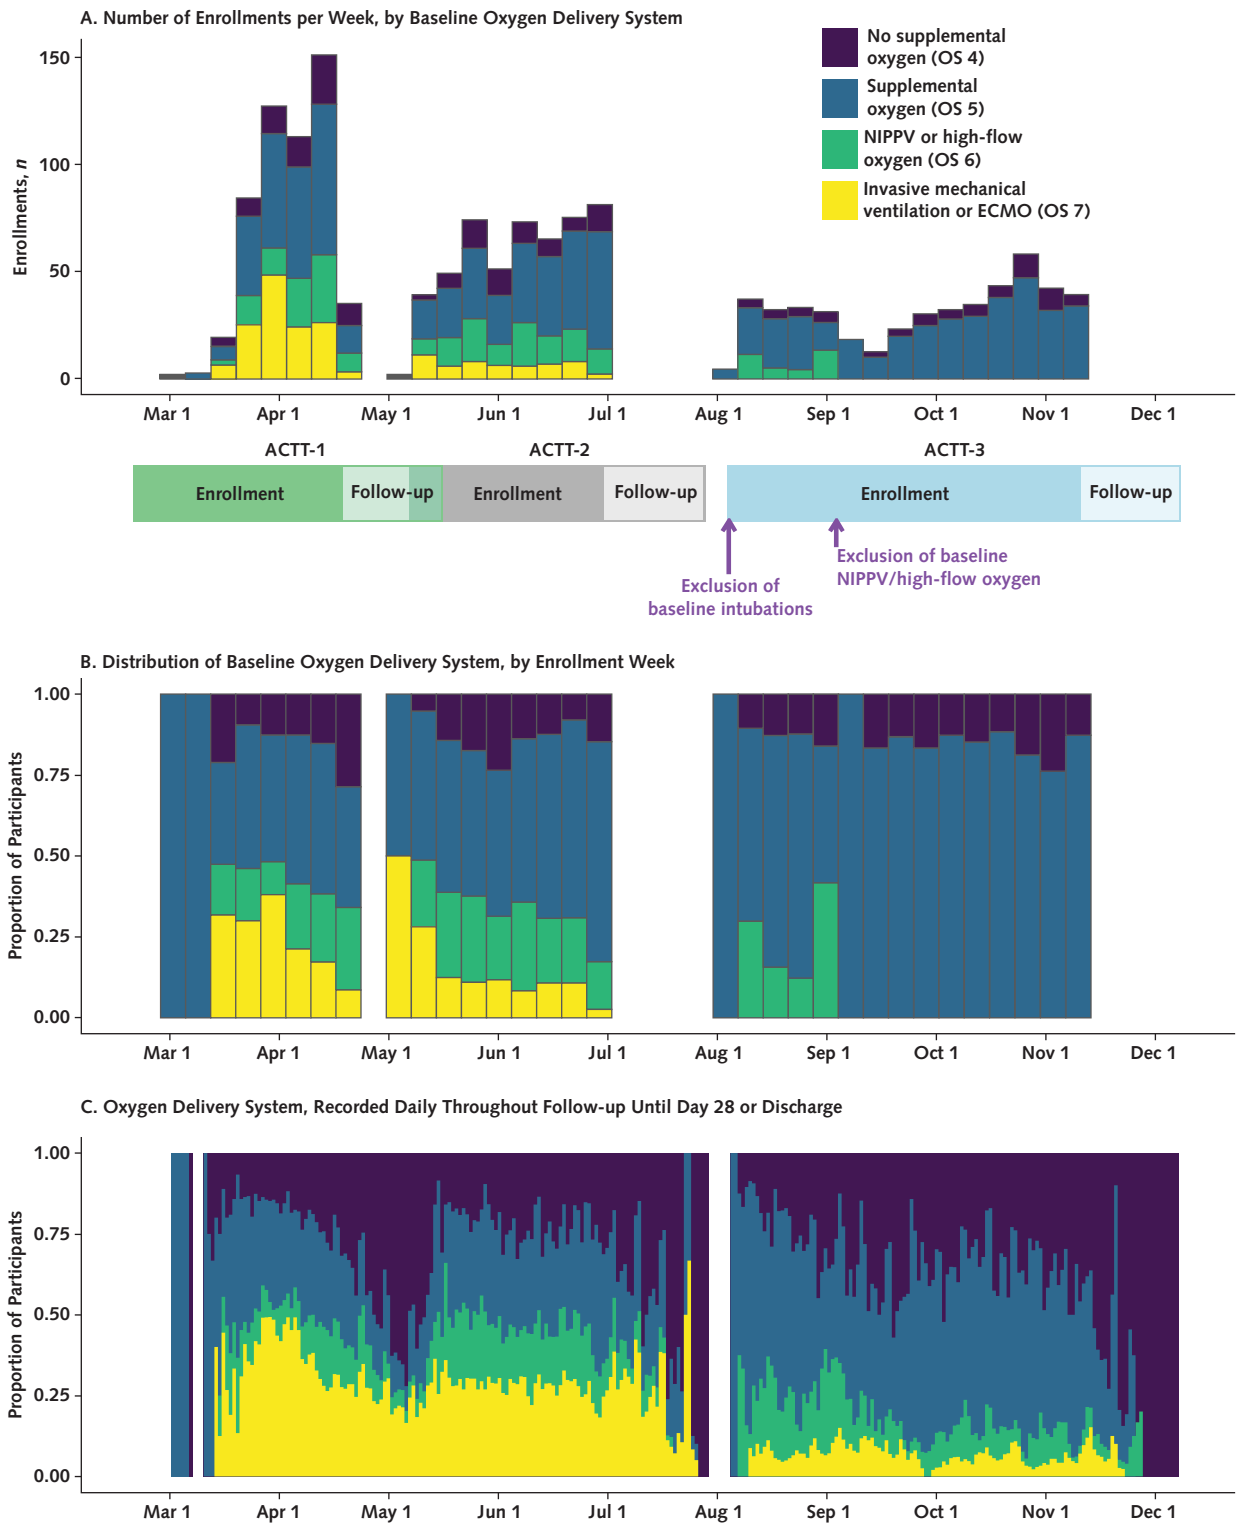 A. Number of Enrollments per Week, by Baseline Oxygen Delivery System
No supplemental
oxygen (OS 4)
Supplemental
oxygen (OS 5)
NIPPV or high-flow
oxygen (OS 6)
Invasive mechanical
ventilation or ECMO (OS 7)
Enrollments, n
150
100
50
0
Mar 1 Apr 1 May 1 Jun 1 Jul 1 Aug 1 Sep 1 Oct 1 Nov 1 Dec 1
ACTT-1 ACTT-2 ACTT-3
Enrollment Follow-up Enrollment Follow-up Enrollment Follow-up
Exclusion of baseline
NIPPV/high-flow oxygen
Exclusion of
baseline intubations
B. Distribution of Baseline Oxygen Delivery System, by Enrollment Week
Proportion of Participants
1.00
0.75
0.50
0.25
0.00
Mar 1 Apr 1 May 1 Jun 1 Jul 1 Aug 1 Sep 1 Oct 1 Nov 1 Dec 1
C. Oxygen Delivery System, Recorded Daily Throughout Follow-up Until Day 28 or Discharge
Proportion of Participants
1.00
0.75
0.50
0.25
0.00
Mar 1 Apr 1 May 1 Jun 1 Jul 1 Aug 1 Sep 1 Oct 1 Nov 1 Dec 1